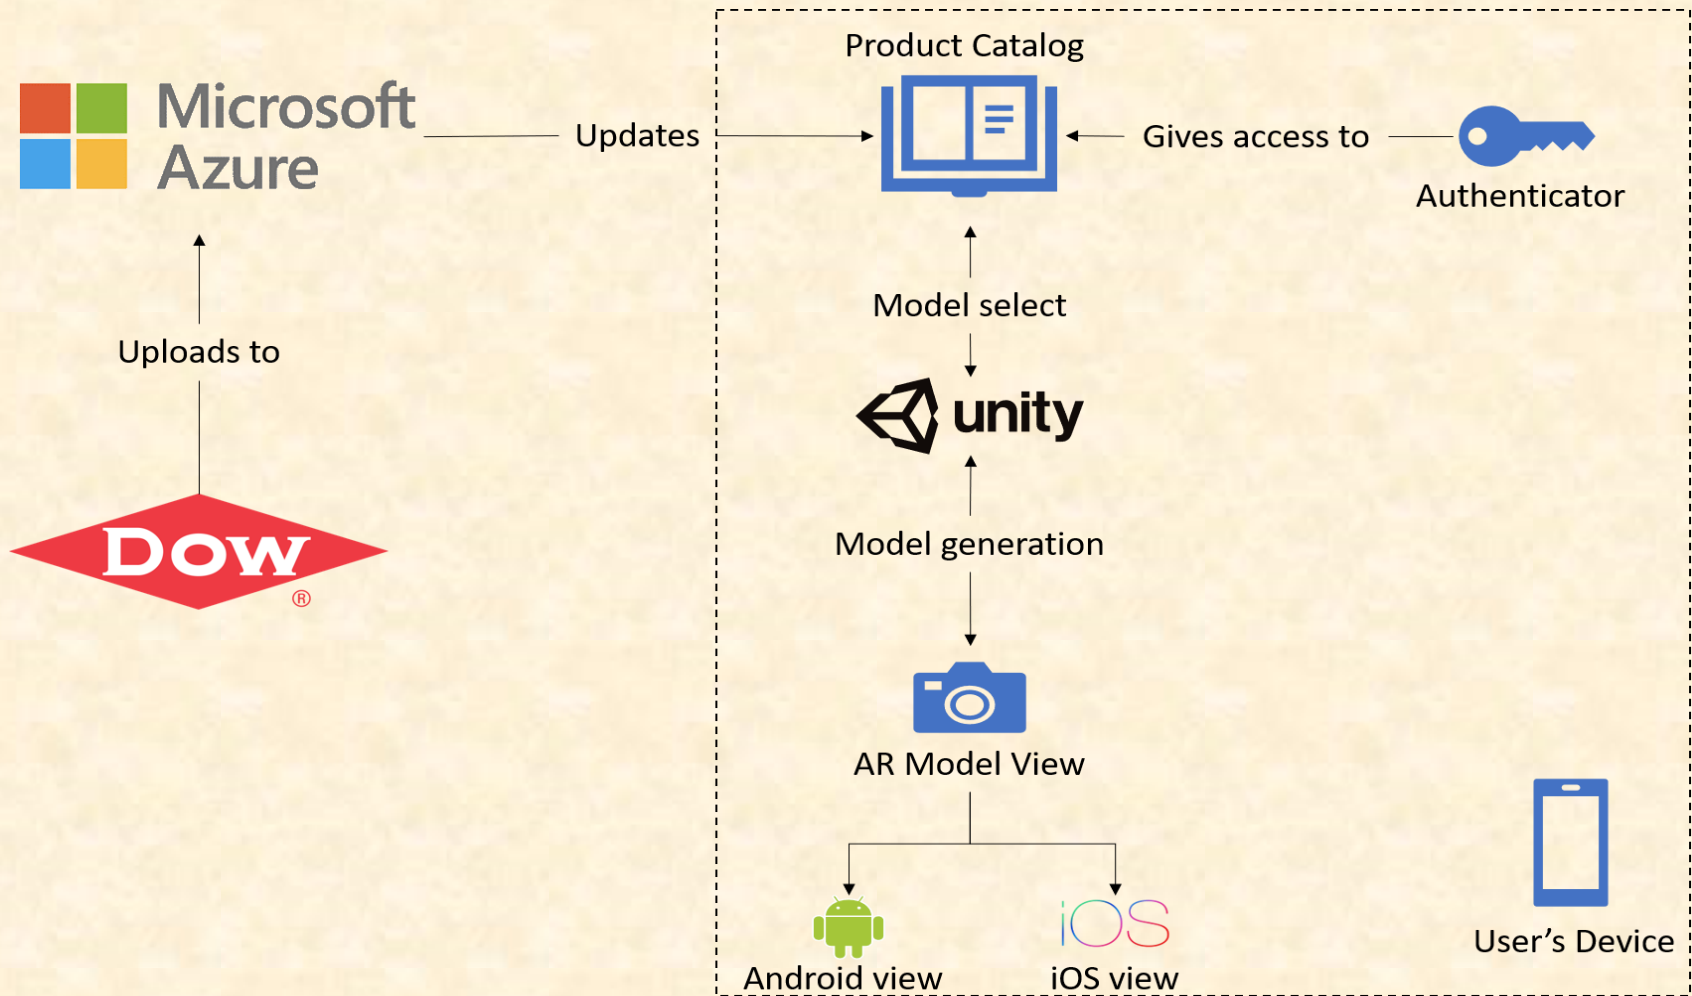 Product Catalog
Microsoft
Azure
Updates
Gives access to
Authenticator
Model select
Uploads to
unity
Model generation
DOW
®
AR Model View
iOS
User’s Device
Android view
iOS view